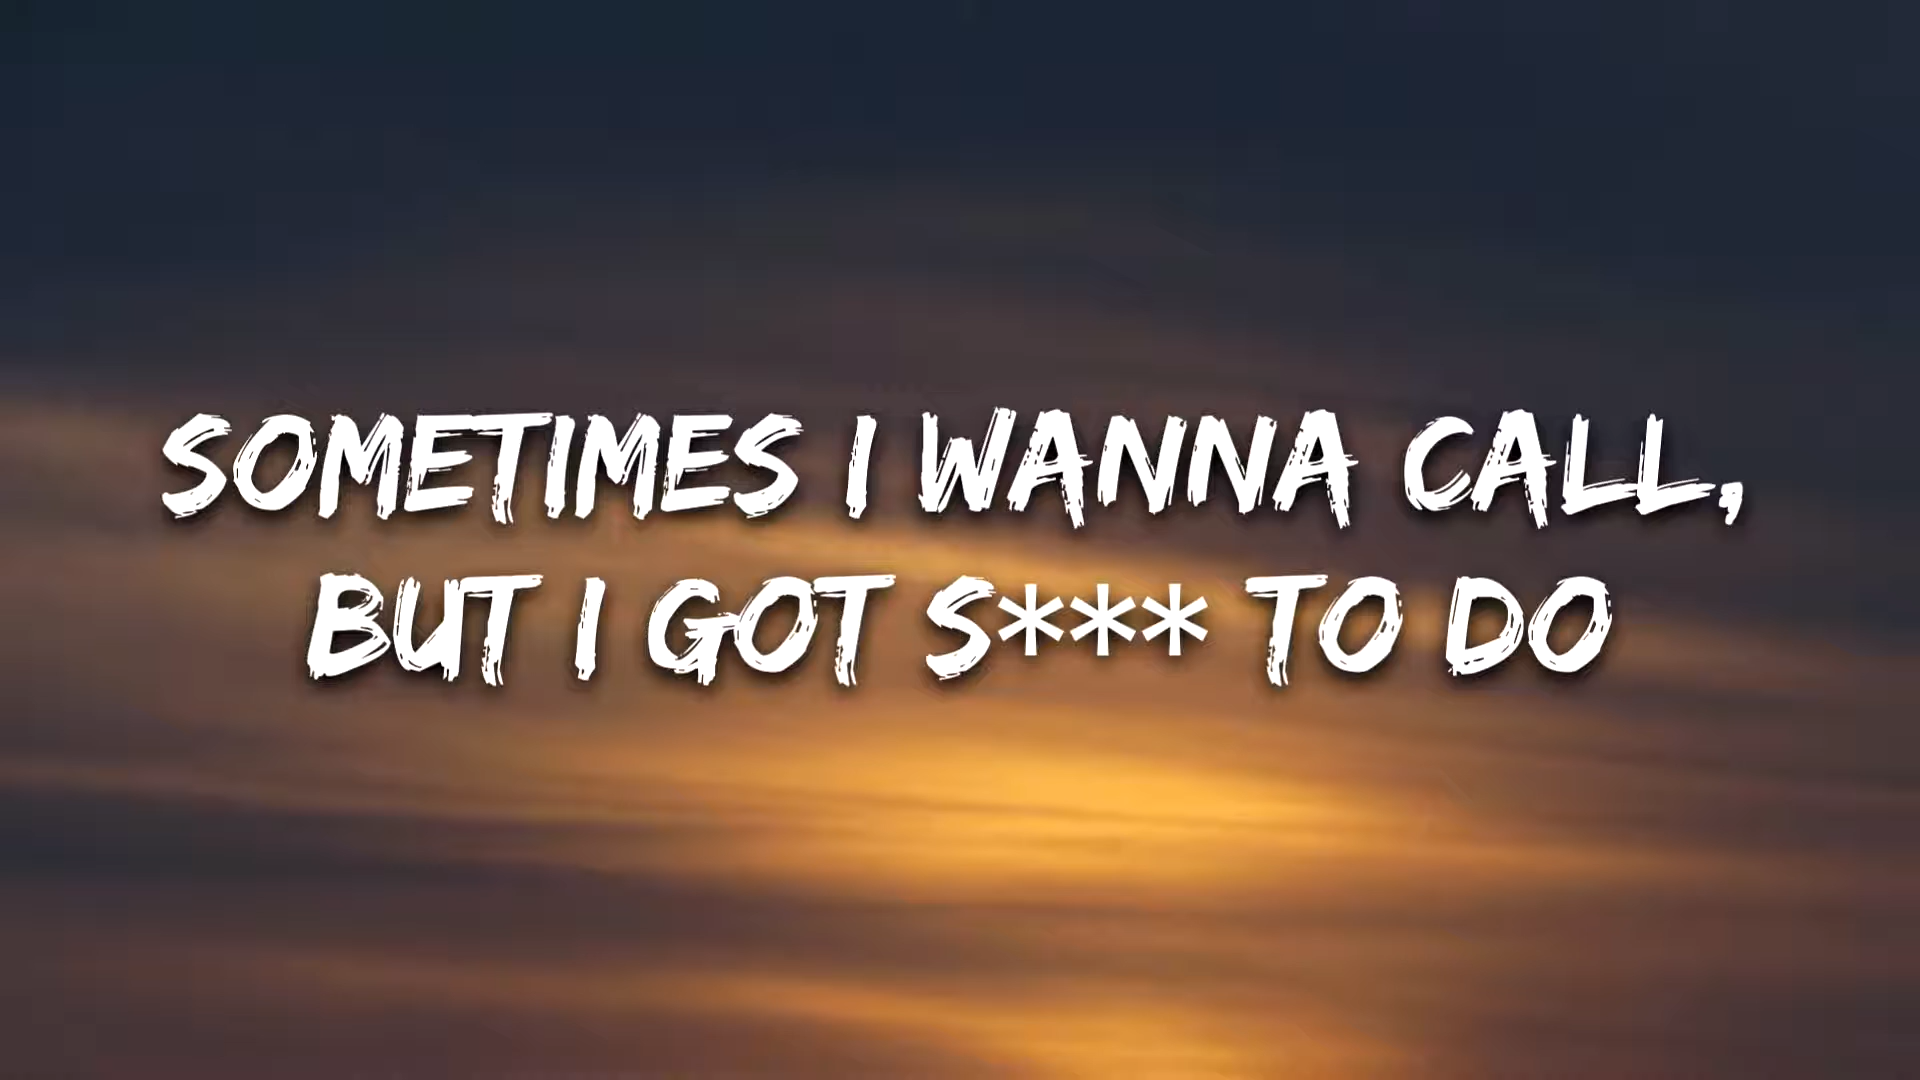 SOMETIMES I WANNA CALL,
BUT I GOT S*** TO DO